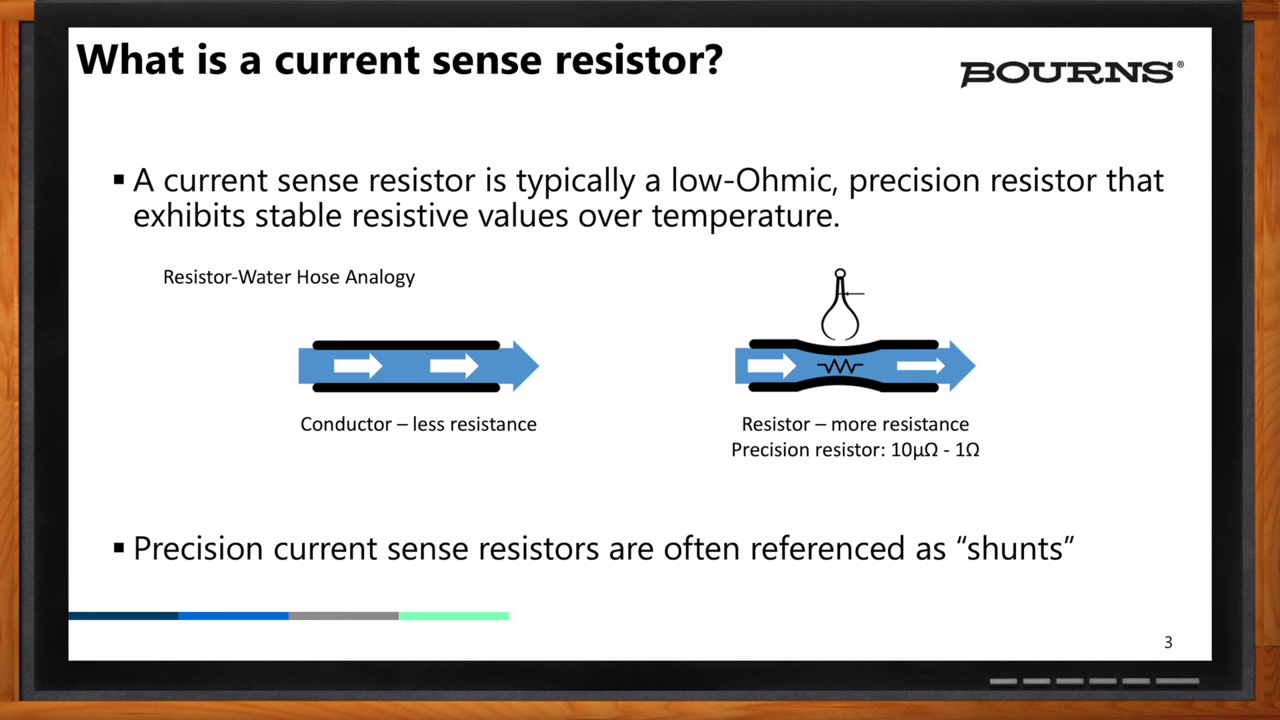 What is a current sense resistor?
BOURNS®
▪ A current sense resistor is typically a low-Ohmic, precision resistor that
exhibits stable resistive values over temperature.
Resistor-Water Hose Analogy
Conductor – less resistance
Resistor – more resistance
Precision resistor: 10µΩ - 1Ω
▪ Precision current sense resistors are often referenced as “shunts”
3